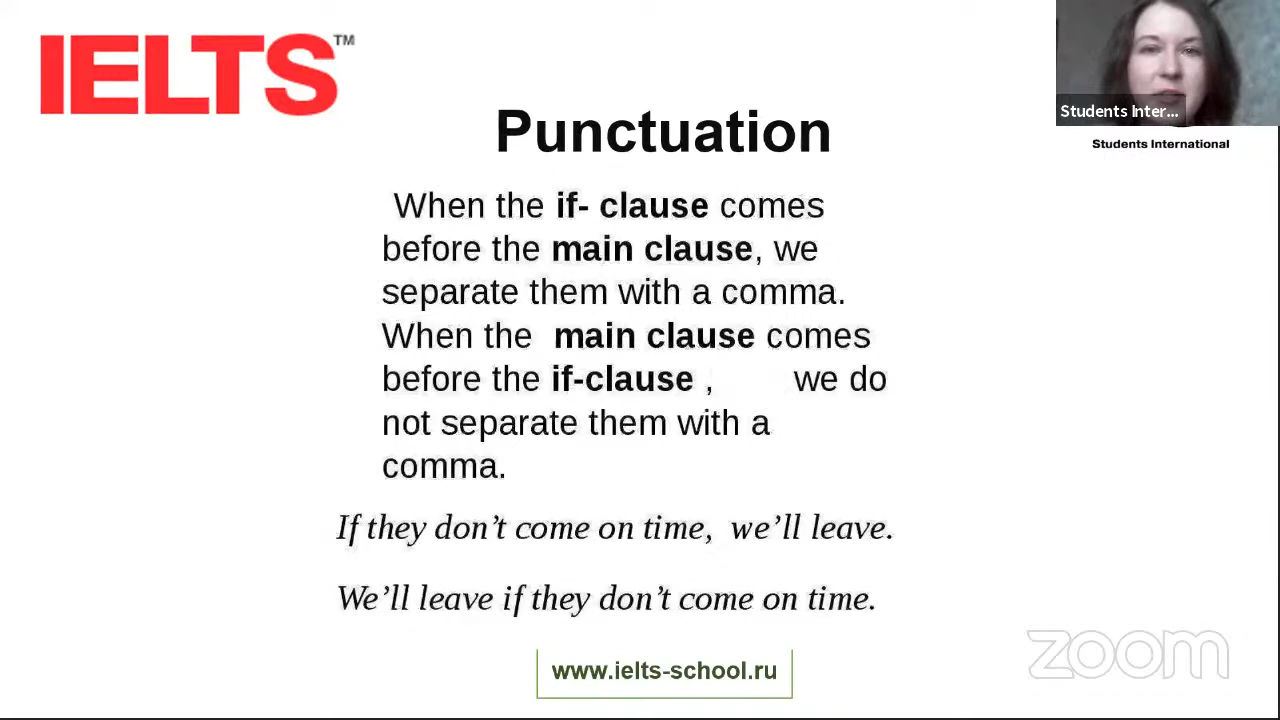 IELTS™
Students Inter...
Students International
Punctuation
When the if- clause comes
before the main clause, we
separate them with a comma.
When the main clause comes
before the if-clause , we do
not separate them with a
comma.
If they don’t come on time, we’ll leave.
We’ll leave if they don’t come on time.
www.ielts-school.ru
zoom